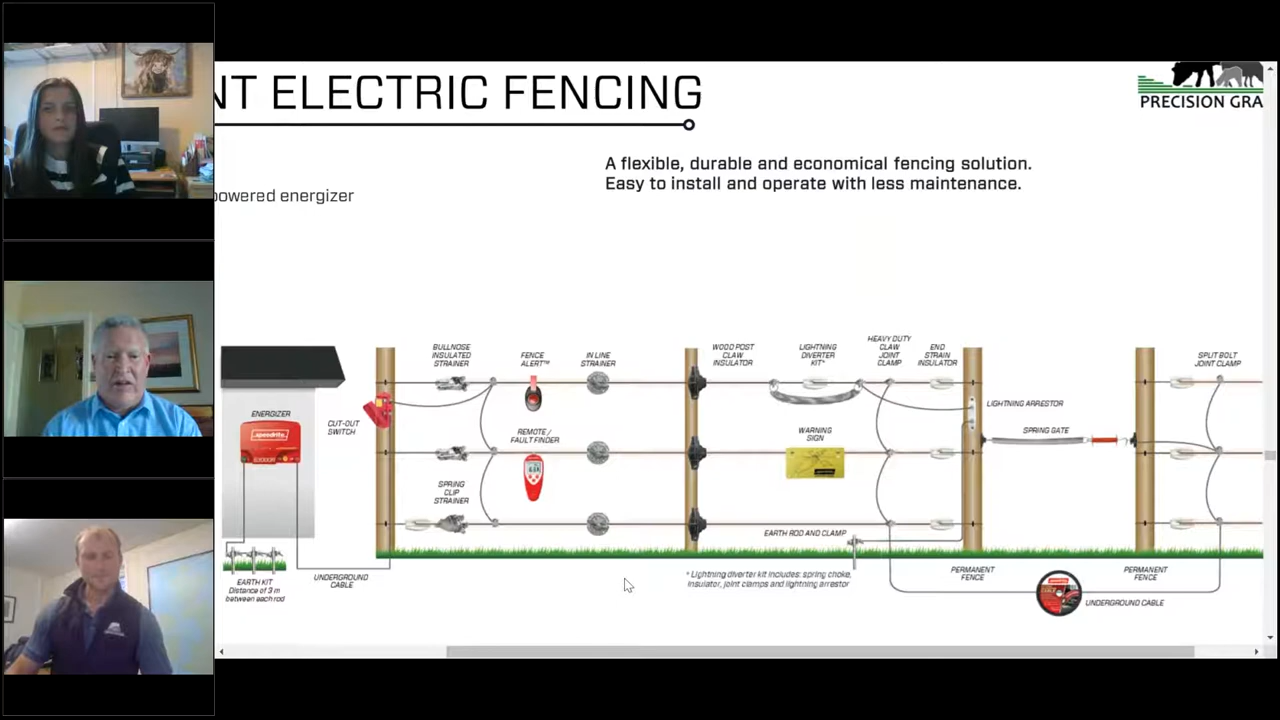 NT ELECTRIC FENCING
PRECISION GRA
A flexible, durable and economical fencing solution.
Easy to install and operate with less maintenance.
powered energizer
BULLNOSE
INSULATED
STRAINER
FENCE
ALERT™
IN LINE
STRAINER
WOOD POST
CLAW
INSULATOR
LIGHTNING
DIVERTER
KIT*
HEAVY DUTY
CLAW
JOINT
CLAMP
END
STRAIN
INSULATOR
SPLIT BOLT
JOINT CLAMP
ENERGIZER
speedrite
CUT-OUT
SWITCH
REMOTE /
FAULT FINDER
WARNING
SIGN
LIGHTNING ARRESTOR
SPRING GATE
SPRING
CLIP
STRAINER
EARTH ROD AND CLAMP
EARTH KIT
Distance of 3 m
between each rod
UNDERGROUND
CABLE
* Lightning diverter kit includes: spring choke,
insulator, joint clamps and lightning arrestor
PERMANENT
FENCE
PERMANENT
FENCE
UNDERGROUND CABLE